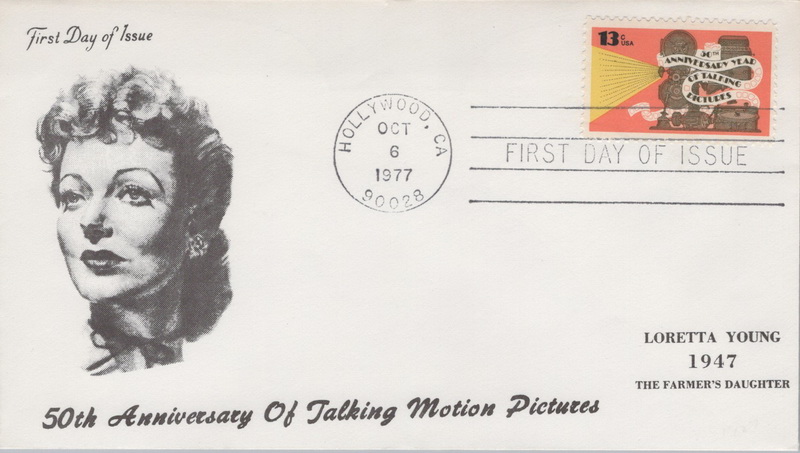 First Day of Issue
13c
USA
50TH
ANNIVERSARY YEAR
OF TALKING
PICTURES
HOLLYWOOD, CA
OCT
6
1977
90028
FIRST DAY OF ISSUE
LORETTA YOUNG
1947
THE FARMER'S DAUGHTER
50th Anniversary Of Talking Motion Pictures